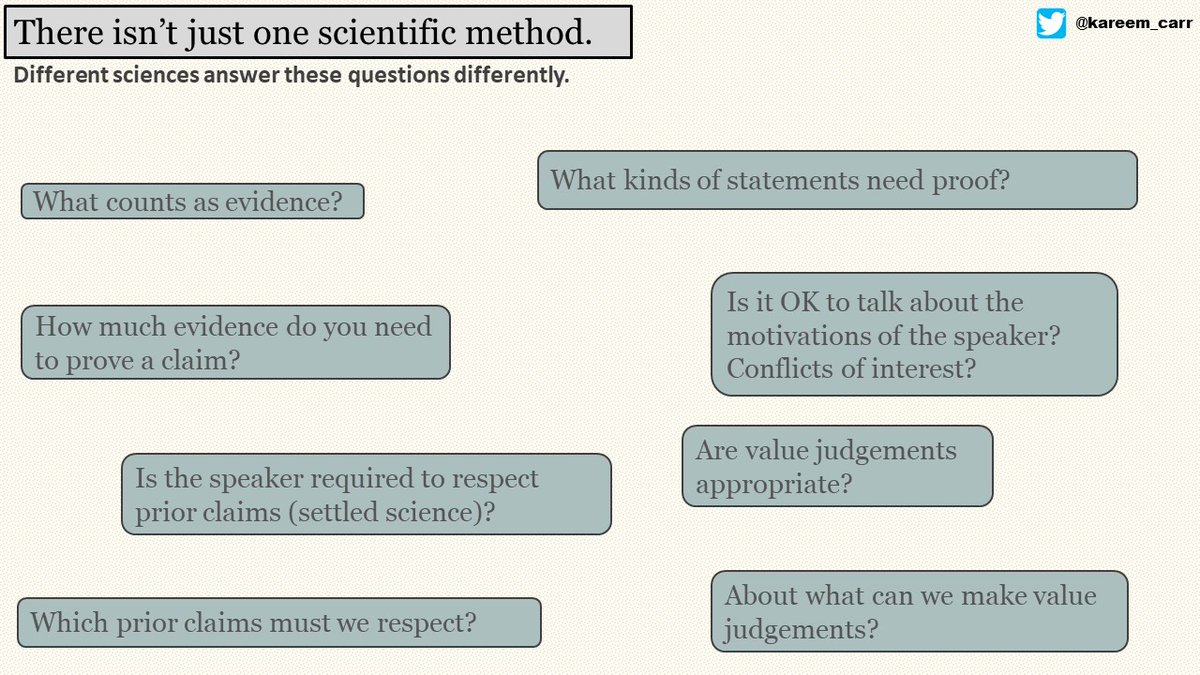 There isn't just one scientific method.
@kareem_carr
Different sciences answer these questions differently.
What counts as evidence?
What kinds of statements need proof?
How much evidence do you need
to prove a claim?
Is it OK to talk about the
motivations of the speaker?
Conflicts of interest?
Is the speaker required to respect
prior claims (settled science)?
Are value judgements
appropriate?
Which prior claims must we respect?
About what can we make value
judgements?